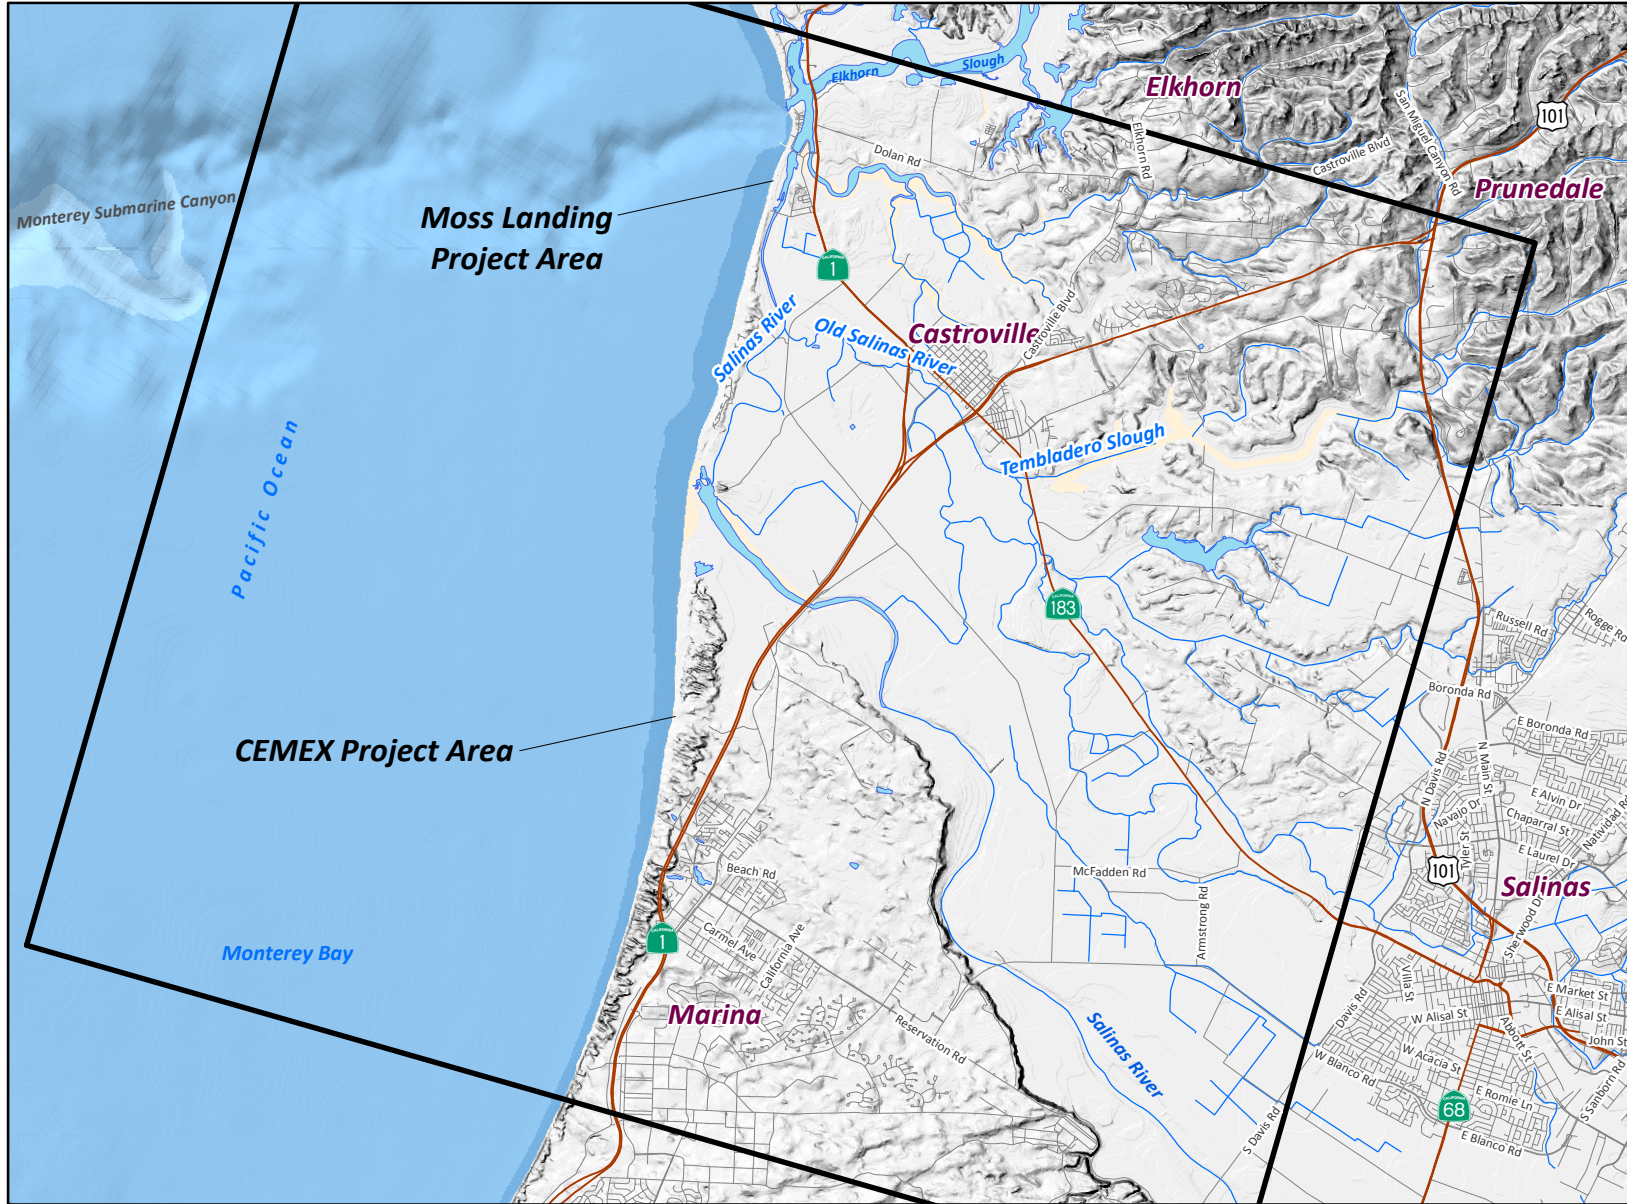 Elkhorn
Slough
Elkhorn
101
San Miguel Canyon Rd
Elkhorn Rd
Dolan Rd
Castroville Blvd
Prunedale
Monterey Submarine Canyon
Moss Landing
Project Area
CALIFORNIA
1
Salinas River
Old Salinas River
Castroville
Castroville Blvd
Tembladero Slough
Pacific Ocean
CALIFORNIA
183
Russell Rd
Rogge Rd
Boronda Rd
E Boronda Rd
CEMEX Project Area
N Davis Rd
N Main St
E Alvin Dr
Navajo Dr
Chaparral St
Natividad Rd
Tyler St
E Laurel Dr
101
Salinas
Beach Rd
McFadden Rd
Armstrong Rd
Sherwood Dr
CALIFORNIA
1
Carmel Ave
California Ave
Monterey Bay
Marina
Reservation Rd
Salinas River
Villa St
Davis Rd
E Market St
W Alisal St
E Alisal St
Abbott St
John St
W Acacia St
W Blanco Rd
CALIFORNIA
68
E Romie Ln
S Sanborn Rd
S Davis Rd
E Blanco Rd